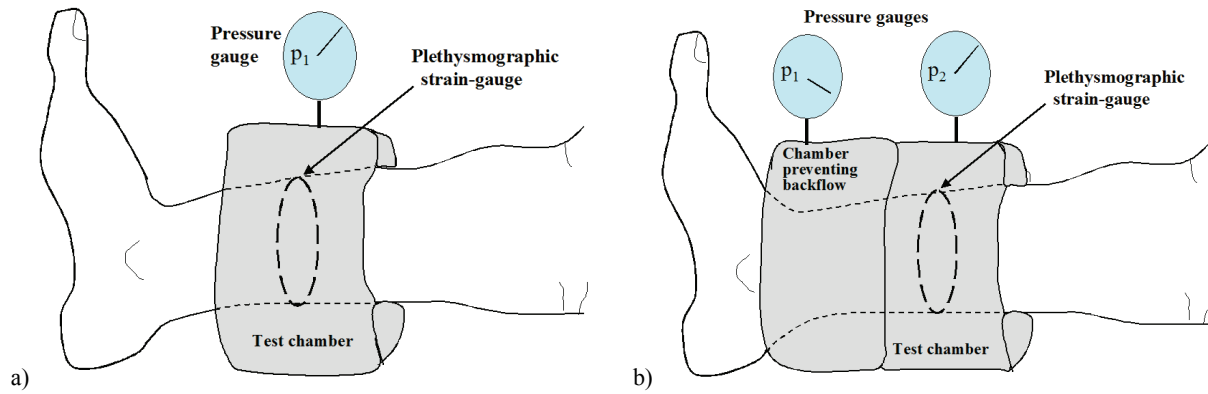 Pressure
gauge
p1
Plethysmographic
strain-gauge
Test chamber
a)
Pressure gauges
p1
p2
Plethysmographic
strain-gauge
Chamber
preventing
backflow
Test chamber
b)